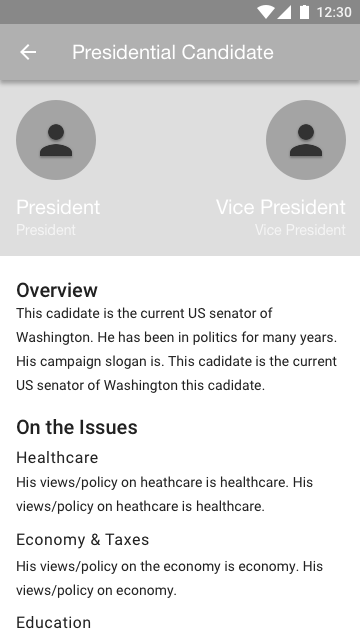 12:30
Presidential Candidate
President
Vice President
President
Vice President
Overview
This cadidate is the current US senator of
Washington. He has been in politics for many years.
His campaign slogan is. This cadidate is the current
US senator of Washington this cadidate.
On the Issues
Healthcare
His views/policy on heathcare is healthcare. His
views/policy on heathcare is healthcare.
Economy & Taxes
His views/policy on the economy is economy. His
views/policy on economy.
Education